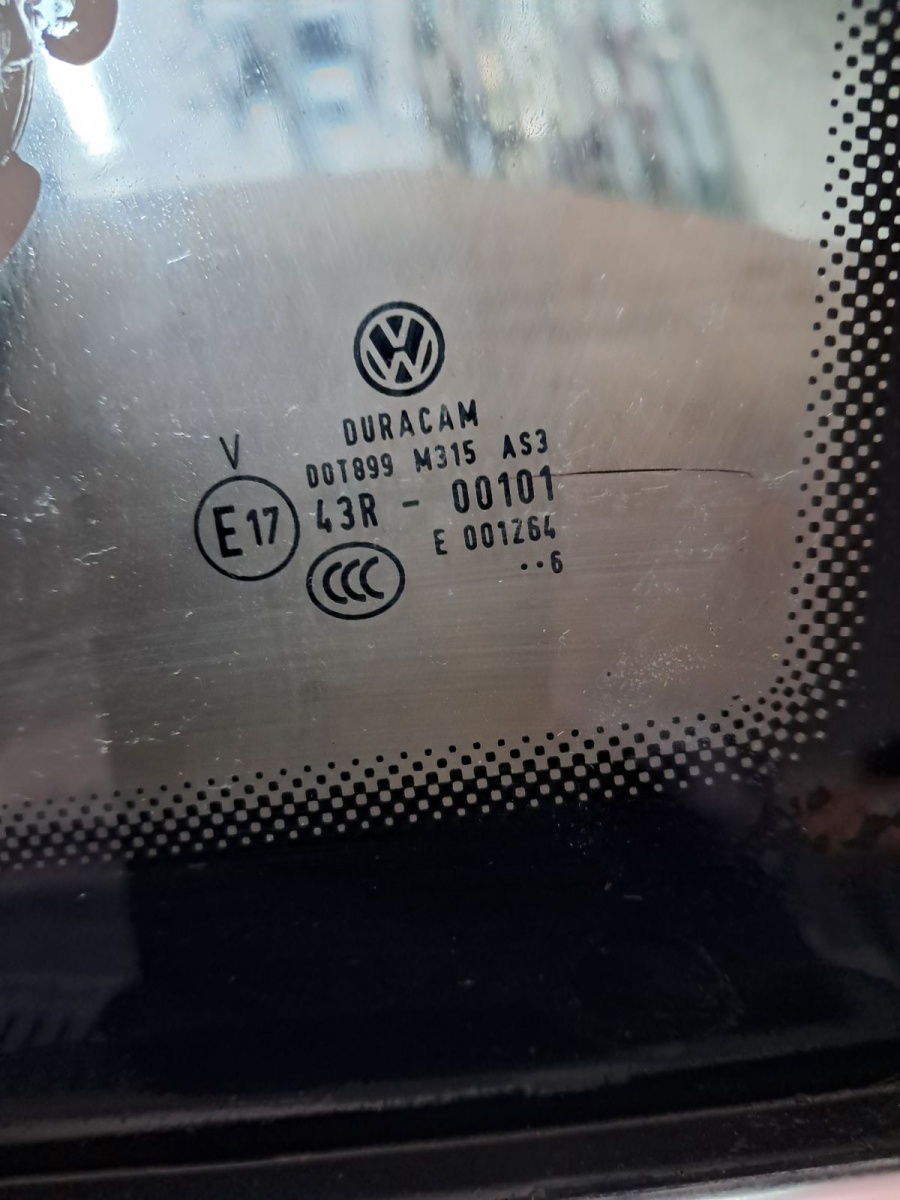 DURACAM
V
DOT899 M315 AS3
E17 43R - 00101
E 001264
CCC
··6